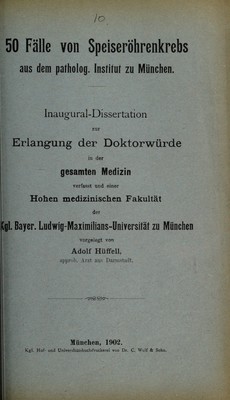 10
50 Fälle von Speiseröhrenkrebs
aus dem patholog. Institut zu München.
Inaugural-Dissertation
zur
Erlangung der Doktorwürde
in der
gesamten Medizin
verfasst und einer
Hohen medizinischen Fakultät
der
Kgl. Bayer. Ludwig-Maximilians-Universität zu München
vorgelegt von
Adolf Hüffell,
approb. Arzt aus Darmstadt.
München, 1902.
Kgl. Hof- und Universitätsbuchdruckerei von Dr. C. Wolf & Sohn.